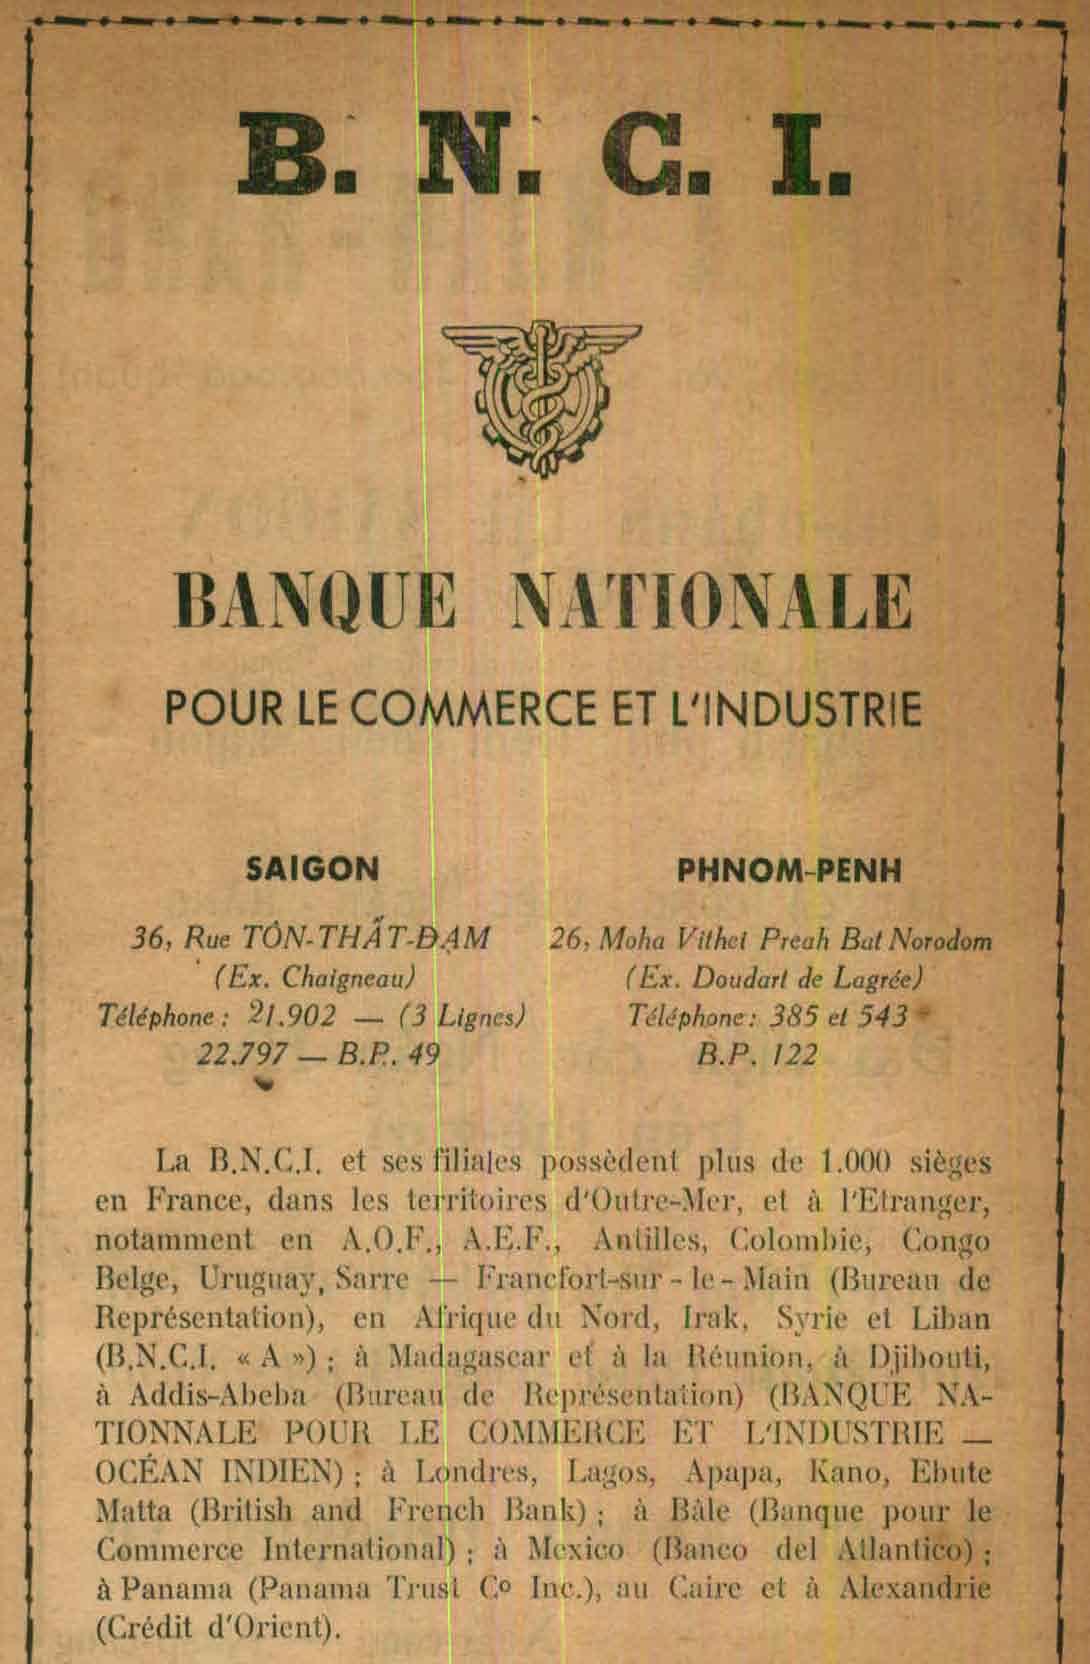 B. N. C. I.
BANQUE NATIONALE
POUR LE COMMERCE ET L'INDUSTRIE
SAIGON
36, Rue TÔN-THẤT-ĐẠM
(Ex. Chaigneau)
Téléphone : 21.902 — (3 Lignes)
22.797 — B.P. 49
PHNOM-PENH
26, Moha Vithei Preah Bat Norodom
(Ex. Doudart de Lagrée)
Téléphone : 385 et 543
B.P. 122
La B.N.C.I. et ses filiales possèdent plus de 1.000 sièges
en France, dans les territoires d'Outre-Mer, et à l'Etranger,
notamment en A.O.F., A.E.F., Antilles, Colombie, Congo
Belge, Uruguay, Sarre — Francfort-sur-le-Main (Bureau de
Représentation), en Afrique du Nord, Irak, Syrie et Liban
(B.N.C.I. « A ») ; à Madagascar et à la Réunion, à Djibouti,
à Addis-Abeba (Bureau de Représentation) (BANQUE NA-
TIONNALE POUR LE COMMERCE ET L'INDUSTRIE —
OCÉAN INDIEN) ; à Londres, Lagos, Apapa, Kano, Ebute
Matta (British and French Bank) ; à Bâle (Banque pour le
Commerce International) ; à Mexico (Banco del Atlantico) ;
à Panama (Panama Trust Co Inc.), au Caire et à Alexandrie
(Crédit d'Orient).